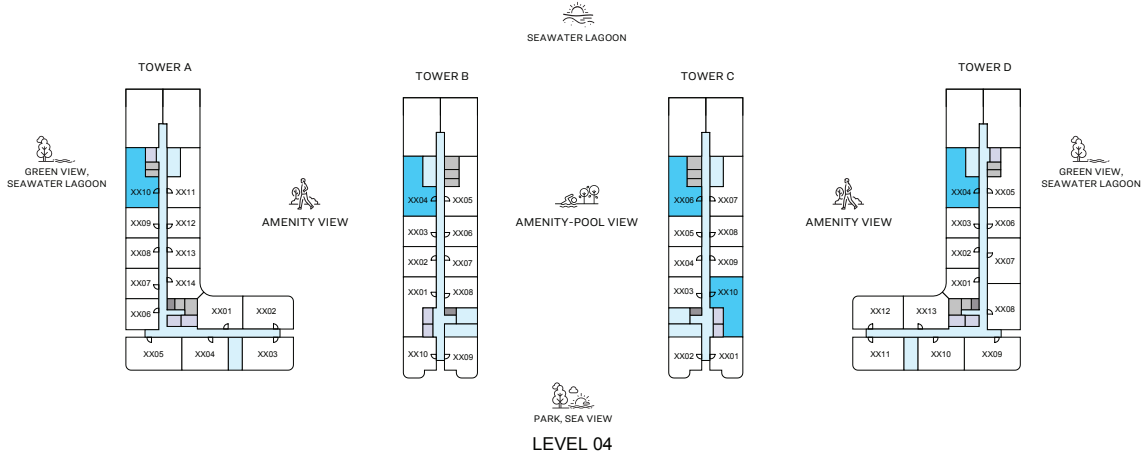 SEAWATER LAGOON
TOWER A
TOWER B
TOWER C
TOWER D
GREEN VIEW,
SEAWATER LAGOON
AMENITY VIEW
AMENITY-POOL VIEW
AMENITY VIEW
GREEN VIEW,
SEAWATER LAGOON
XX10
XX11
XX09
XX12
XX08
XX13
XX07
XX14
XX06
XX01
XX02
XX05
XX04
XX03
XX04
XX05
XX03
XX06
XX02
XX07
XX01
XX08
XX10
XX09
XX06
XX07
XX05
XX08
XX04
XX09
XX03
XX10
XX02
XX01
XX04
XX05
XX03
XX06
XX02
XX07
XX01
XX08
XX12
XX13
XX11
XX10
XX09
PARK, SEA VIEW
LEVEL 04